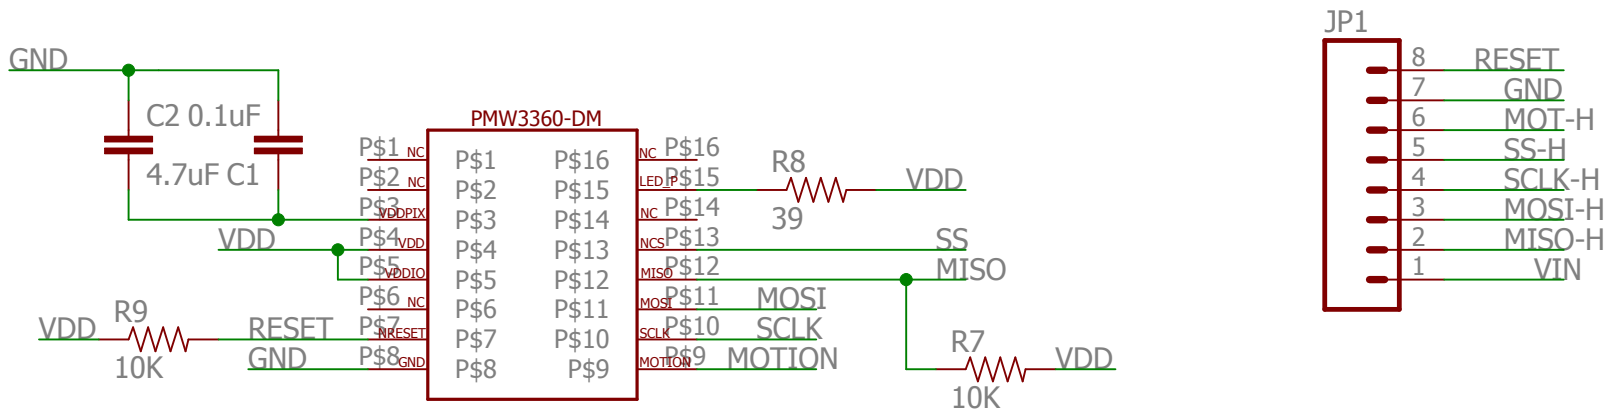 GND
C2 0.1uF
4.7uF C1
PMW3360-DM
P$1 NC P$1 P$16 NC P$16
P$2 NC P$2 P$15 LED_P P$15
P$3 VDDPIX P$3 P$14 NC P$14
VDD P$4 VDD P$4 P$13 NCS P$13 SS
P$5 VDDIO P$5 P$12 MISO P$12 MISO
P$6 NC P$6 P$11 MOSI P$11 MOSI
VDD RESET P$7 NRESET P$7 P$10 SCLK P$10 SCLK
GND P$8 GND P$8 P$9 MOTION P$9 MOTION
R9
10K
R8
39
VDD
R7
10K
VDD
JP1
8 RESET
7 GND
6 MOT-H
5 SS-H
4 SCLK-H
3 MOSI-H
2 MISO-H
1 VIN